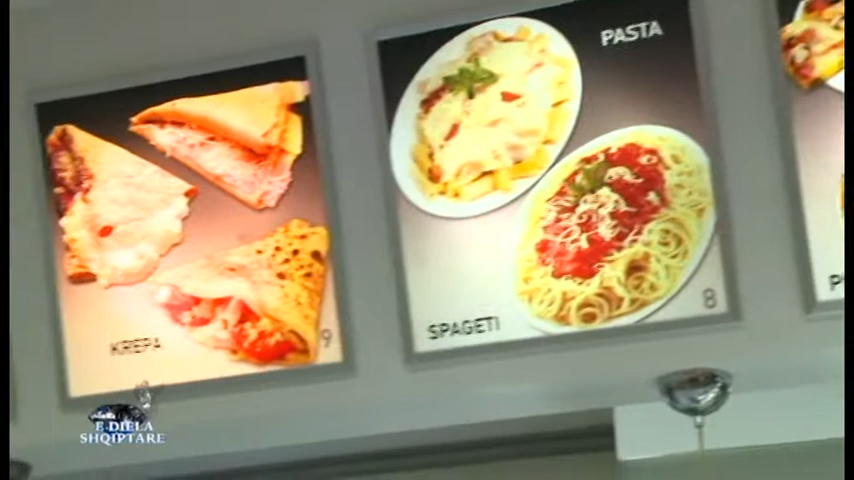 PASTA
KREPA
9
SPAGETI
8
E DIELA
SHQIPTARE